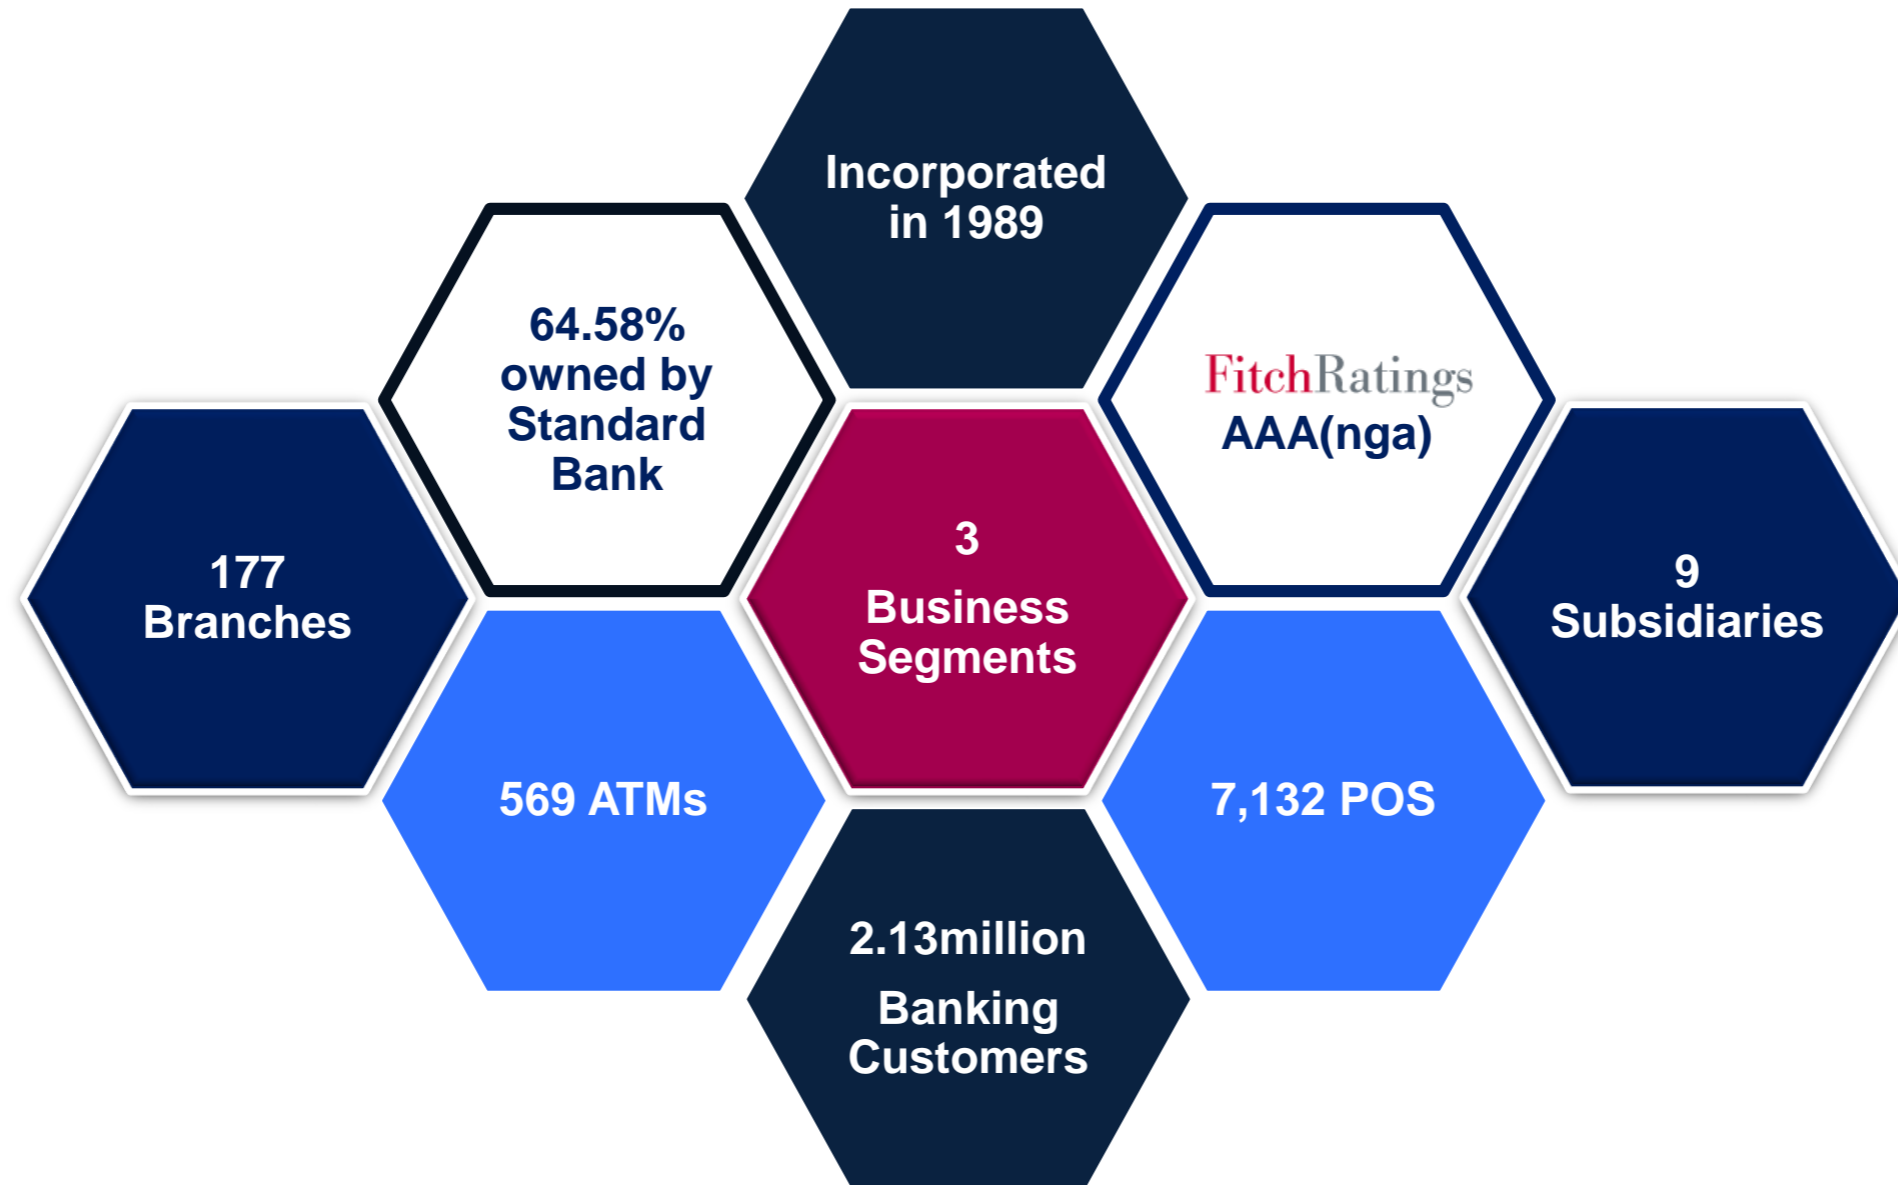 Incorporated
in 1989
64.58%
owned by
Standard
Bank
FitchRatings
AAA(nga)
177
Branches
3
Business
Segments
9
Subsidiaries
569 ATMs
7,132 POS
2.13million
Banking
Customers